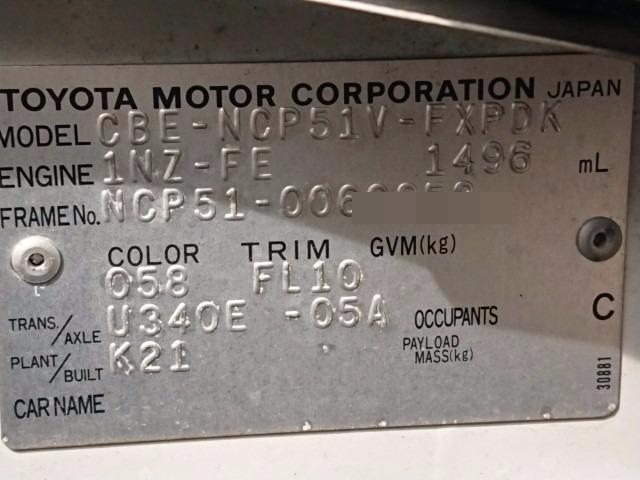 TOYOTA MOTOR CORPORATION JAPAN
MODEL CBE-NCP51V-FXPDK
ENGINE 1NZ-FE 1496 mL
FRAME No. NCP51-006
COLOR TRIM GVM(kg)
058 FL10
TRANS./AXLE U340E -05A OCCUPANTS C
PLANT/BUILT K21 PAYLOAD MASS(kg)
CAR NAME
30881